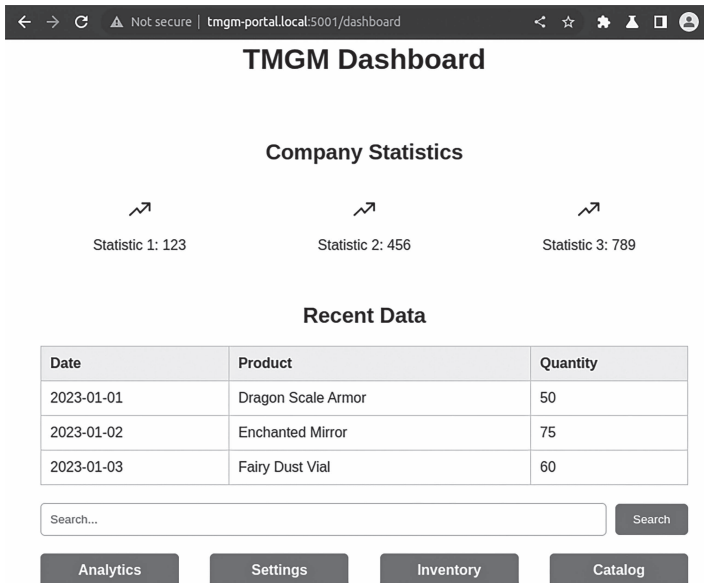 Not secure | tmgm-portal.local:5001/dashboard
TMGM Dashboard
Company Statistics
Statistic 1: 123 Statistic 2: 456 Statistic 3: 789
Recent Data
Date Product Quantity
2023-01-01 Dragon Scale Armor 50
2023-01-02 Enchanted Mirror 75
2023-01-03 Fairy Dust Vial 60
Search... Search
Analytics Settings Inventory Catalog